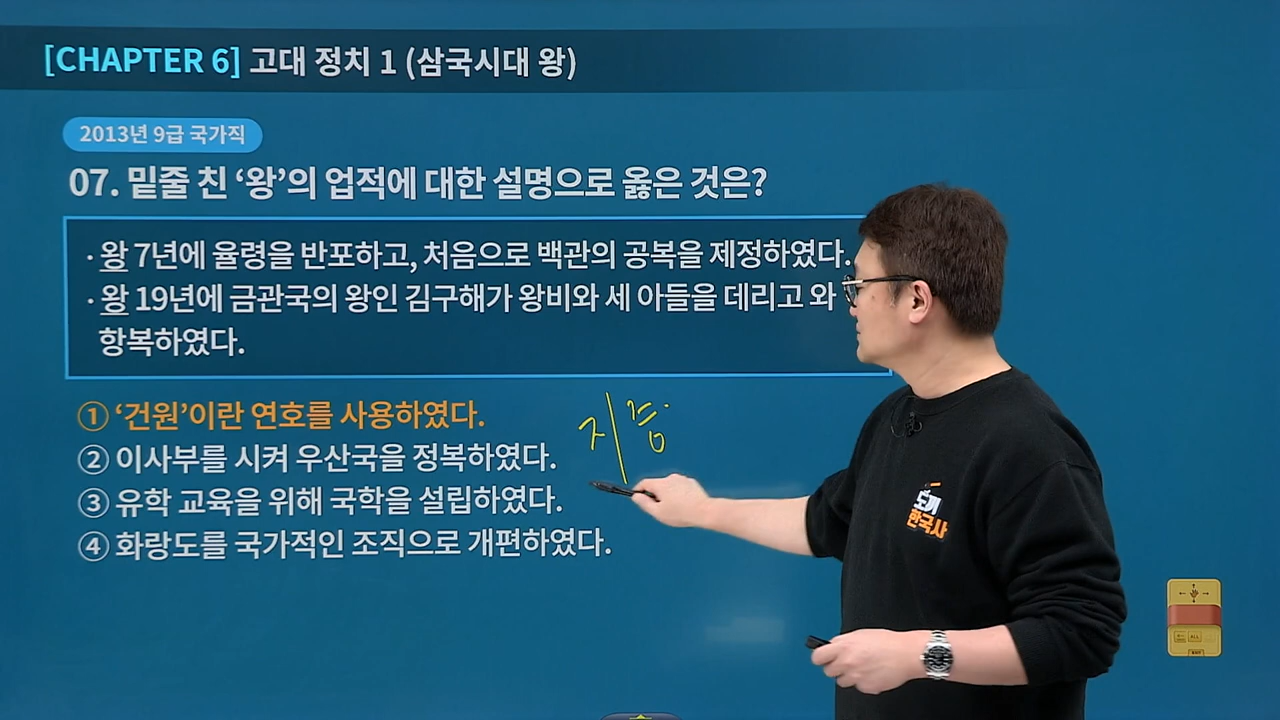 [CHAPTER 6] 고대 정치 1 (삼국시대 왕)
2013년 9급 국가직
07. 밑줄 친 ‘왕’의 업적에 대한 설명으로 옳은 것은?
· 왕 7년에 율령을 반포하고, 처음으로 백관의 공복을 제정하였다.
· 왕 19년에 금관국의 왕인 김구해가 왕비와 세 아들을 데리고 와
항복하였다.
① ‘건원’이란 연호를 사용하였다.
지증
② 이사부를 시켜 우산국을 정복하였다.
③ 유학 교육을 위해 국학을 설립하였다.
④ 화랑도를 국가적인 조직으로 개편하였다.
한국사